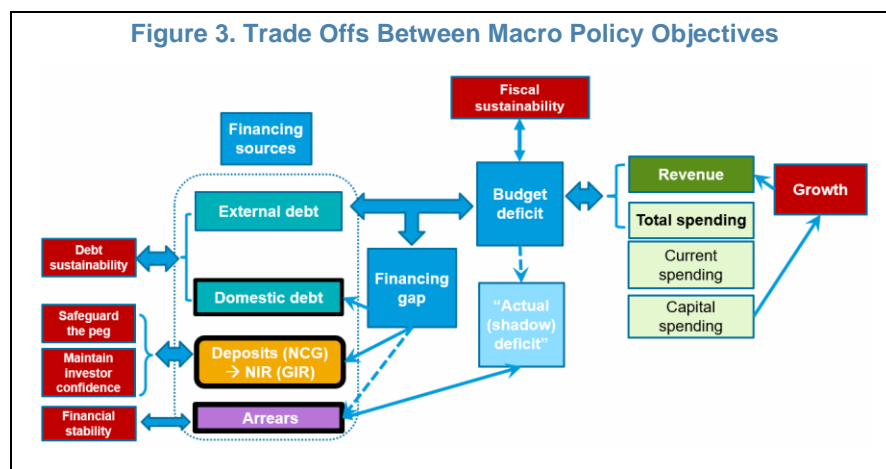 Figure 3. Trade Offs Between Macro Policy Objectives
Fiscal
sustainability
Financing
sources
External debt
Budget
deficit
Revenue
Growth
Total spending
Debt
sustainability
Domestic debt
Financing
gap
"Actual
(shadow)
deficit"
Current
spending
Capital
spending
Safeguard
the peg
Maintain
investor
confidence
Deposits (NCG)
→ NIR (GIR)
Financial
stability
Arrears